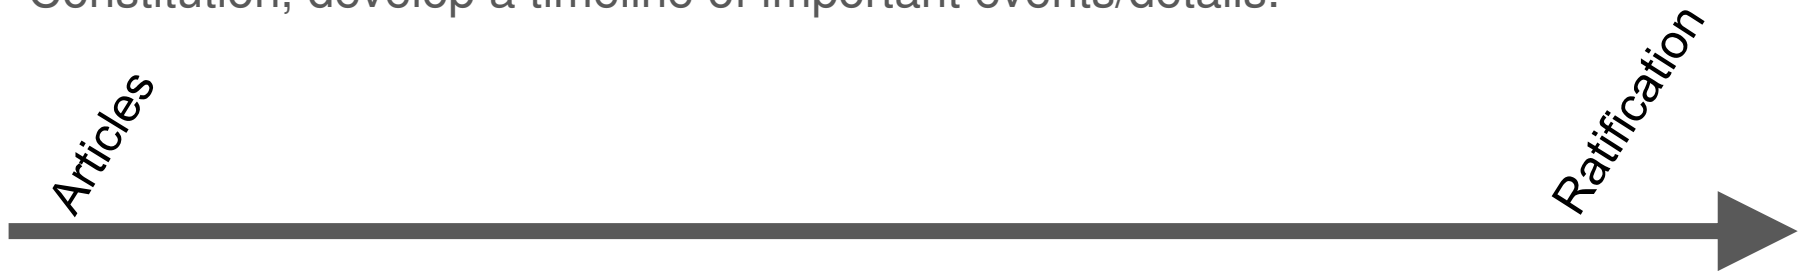 Constitution, develop a timeline of important events/details.
Articles
Ratification